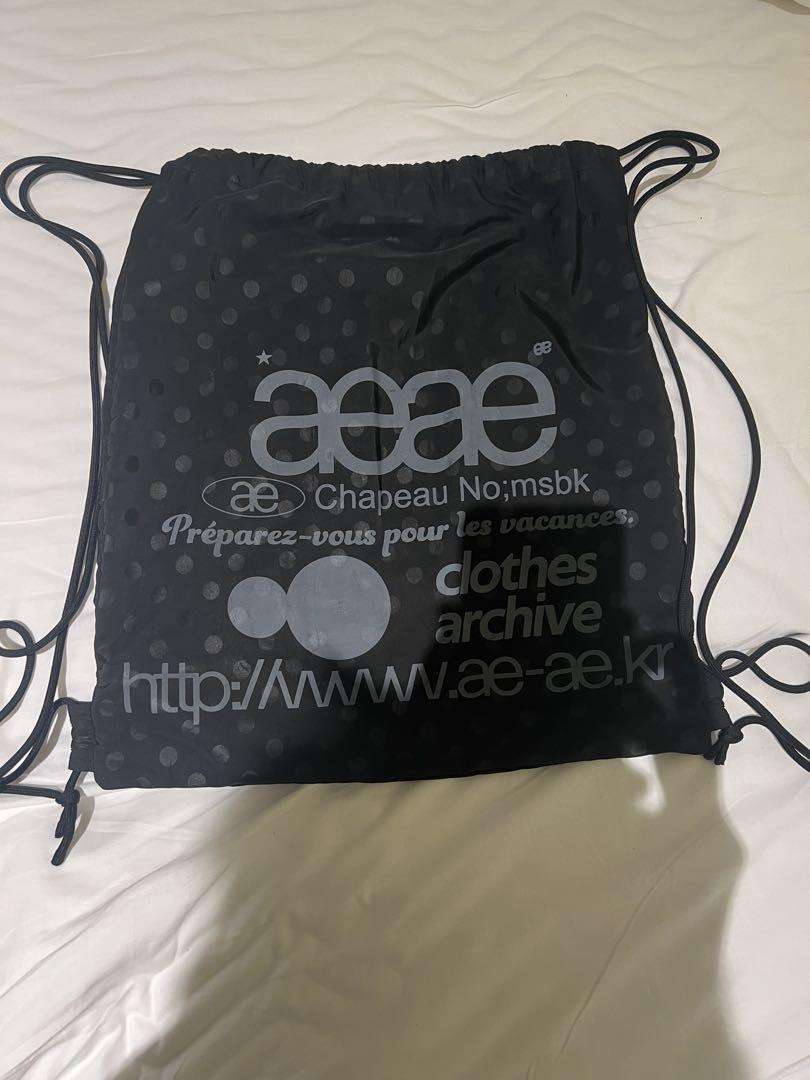 æ
aeae
æ Chapeau No;msbk
Préparez-vous pour les vacances.
clothes
archive
http://www.ae-ae.kr